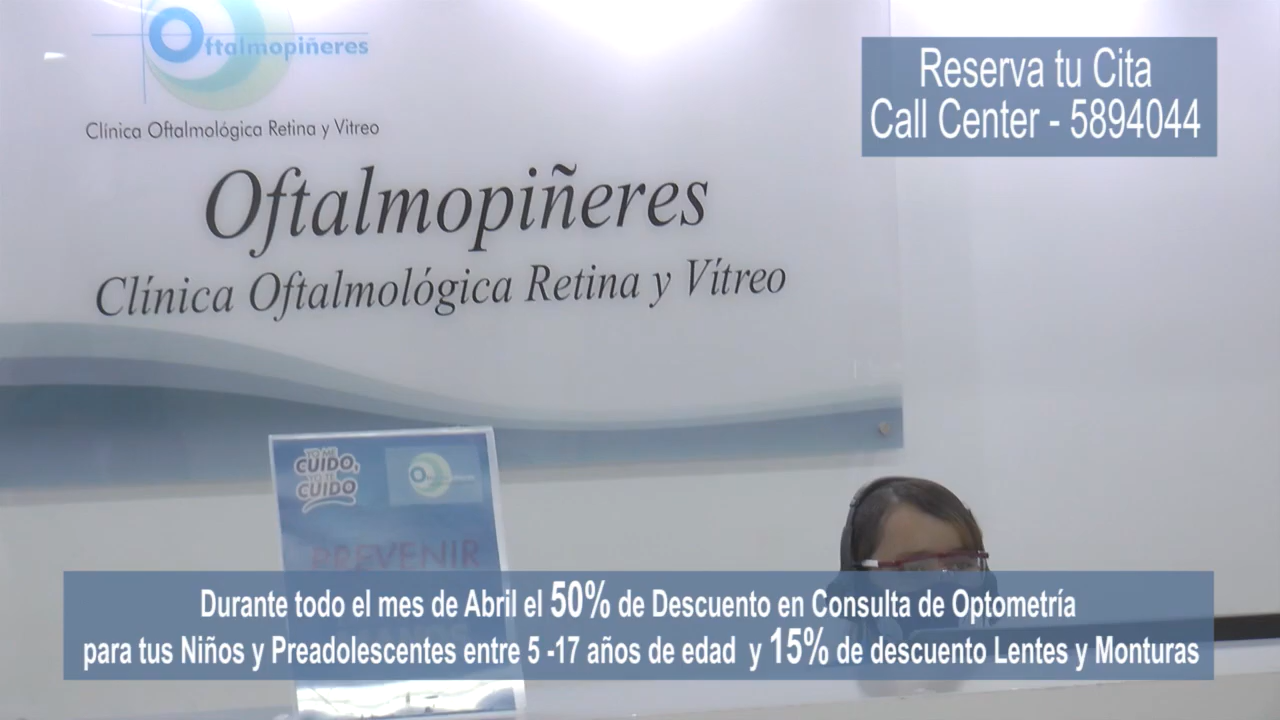 Oftalmopiñeres
Clínica Oftalmológica Retina y Vitreo
Oftalmopiñeres
Clínica Oftalmológica Retina y Vítreo
Reserva tu Cita
Call Center - 5894044
YO ME
CUIDO,
YO TE
CUIDO
Oftalmopiñeres
PREVENIR
Durante todo el mes de Abril el 50% de Descuento en Consulta de Optometría
para tus Niños y Preadolescentes entre 5 -17 años de edad y 15% de descuento Lentes y Monturas